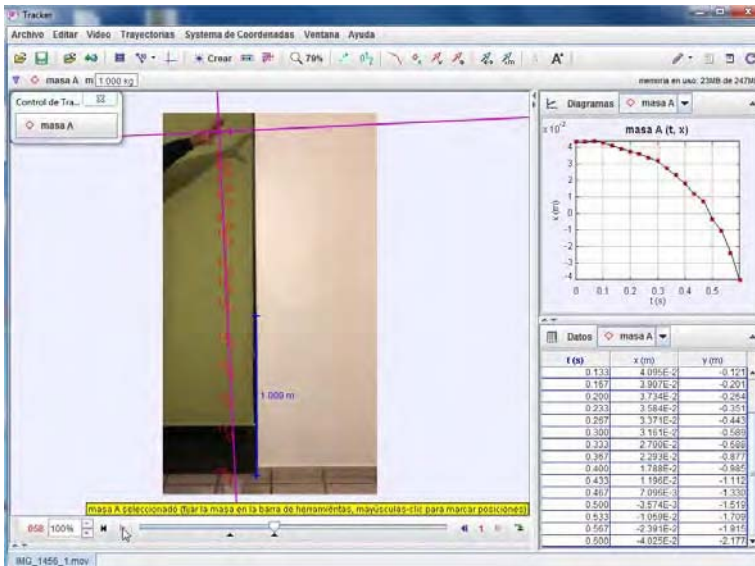 Tracker
Archivo Editar Video Trayectorias Systema de Coordenadas Ventana Ayuda
Crear 79%
masa A m 1.000 kg
memoria en uso: 23MB de 247M
Control de Tra...
masa A
Diagramas masa A
masa A (t, x)
x 10^-2
x (m)
4
3
2
1
0
-1
-2
-3
-4
0 0.1 0.2 0.3 0.4 0.5
t (s)
1.000 m
Datos masa A
t (s) x (m) y (m)
0.133 4.095E-2 -0.121
0.167 3.907E-2 -0.201
0.200 3.734E-2 -0.264
0.233 3.584E-2 -0.351
0.267 3.371E-2 -0.443
0.300 3.161E-2 -0.589
0.333 2.700E-2 -0.588
0.367 2.293E-2 -0.877
0.400 1.788E-2 -0.985
0.433 1.196E-2 -1.112
0.467 7.096E-3 -1.330
0.500 -3.574E-3 -1.519
0.533 -1.059E-2 -1.709
0.567 -2.391E-2 -1.915
0.600 -4.025E-2 -2.177
masa A seleccionado (fijar la masa en la barra de herramientas, mayúsculas-clic para marcar posiciones)
058 100% 1
IMG_1456_1.mov